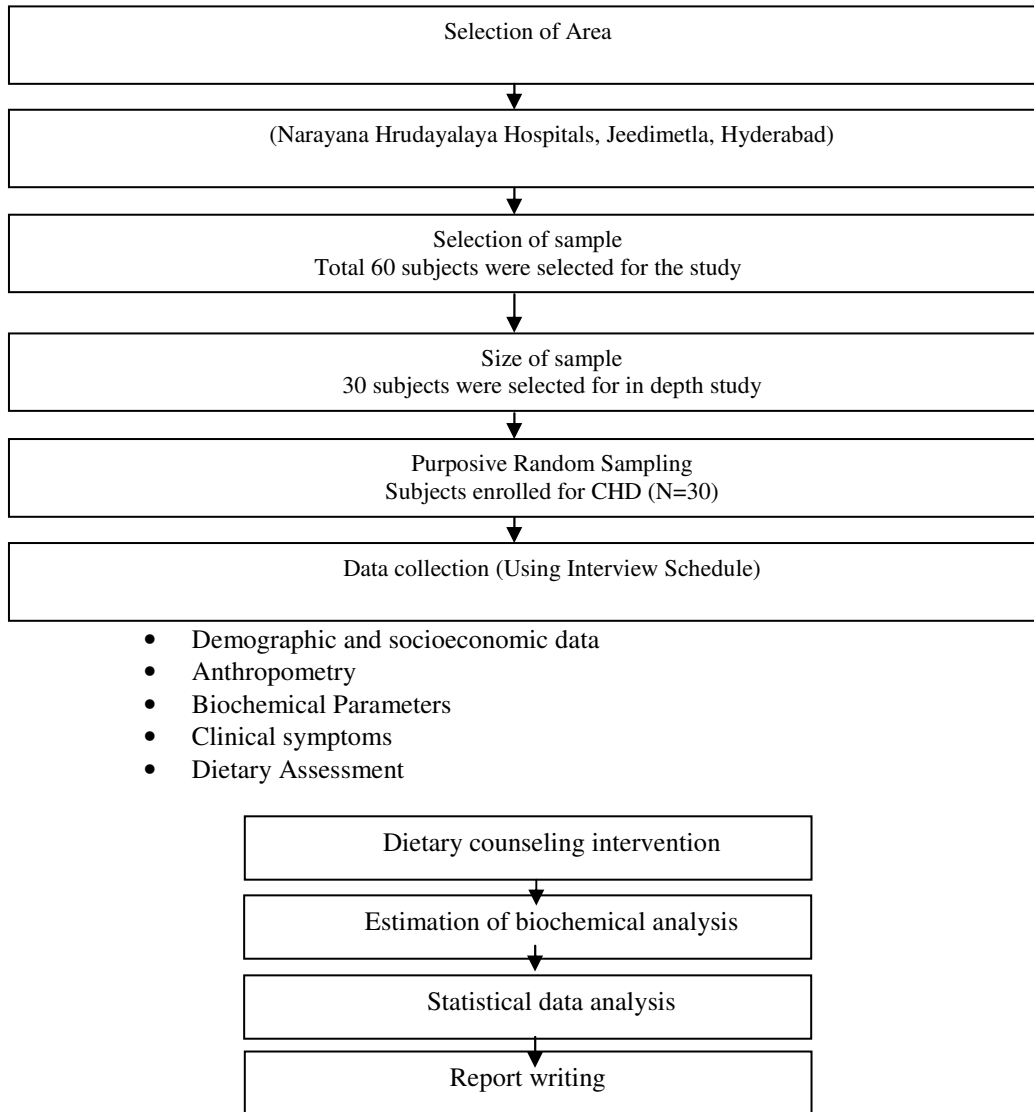 Selection of Area
(Narayana Hrudayalaya Hospitals, Jeedimetla, Hyderabad)
Selection of sample
Total 60 subjects were selected for the study
Size of sample
30 subjects were selected for in depth study
Purposive Random Sampling
Subjects enrolled for CHD (N=30)
Data collection (Using Interview Schedule)
• Demographic and socioeconomic data
• Anthropometry
• Biochemical Parameters
• Clinical symptoms
• Dietary Assessment
Dietary counseling intervention
Estimation of biochemical analysis
Statistical data analysis
Report writing